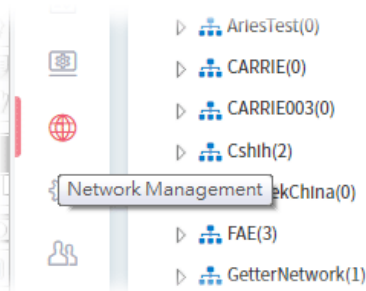 AriesTest(0)
CARRIE(0)
CARRIE003(0)
Cshih(2)
Network Management
ekChina(0)
FAE(3)
GetterNetwork(1)